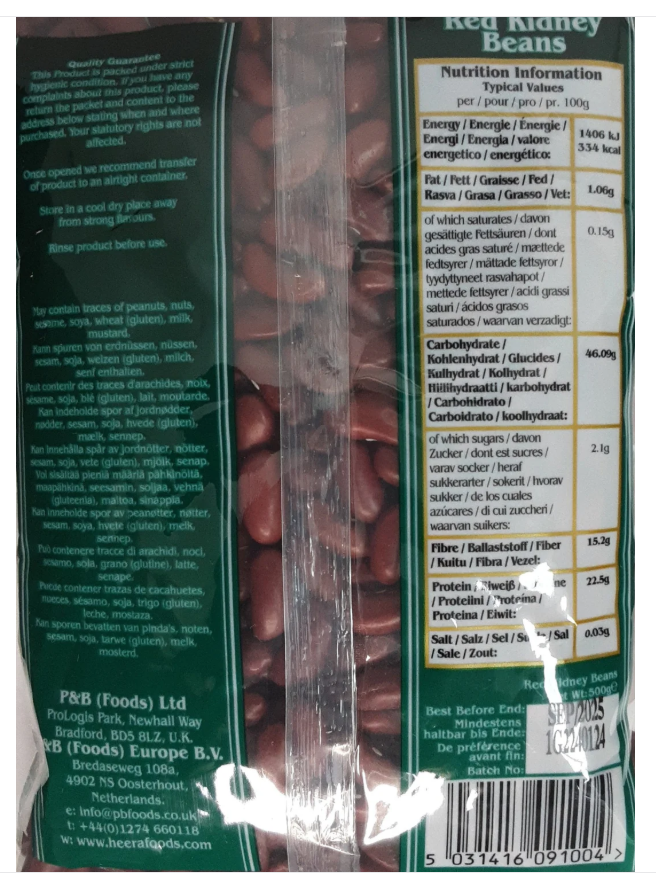 Quality Guarantee
This Product is packed under strict
hygienic condition. If you have any
complaints about this product, please
return the packet and content to the
address below stating when and where
purchased. Your statutory rights are not
affected.
Once opened we recommend transfer
of product to an airtight container.
Store in a cool dry place away
from strong flavours.
Rinse product before use.
May contain traces of peanuts, nuts,
sesame, soya, wheat (gluten), milk,
mustard.
Kann spuren von erdnüssen, nüssen,
sesam, soja, weizen (gluten), milch,
senf enthalten.
Peut contenir des traces d'arachides, noix,
sésame, soja, blé (gluten), lait, moutarde.
Kan indeholde spor af jordnødder,
nødder, sesam, soja, hvede (gluten),
mælk, sennep.
Kan innehålla spår av jordnötter, nötter,
sesam, soja, vete (gluten), mjölk, senap.
Voi sisältää pieniä määriä pähkinöitä,
maapähkinä, seesamin, soijaa, vehnä
(gluteenia), maitoa, sinappia.
Kan inneholde spor av peanøtter, nøtter,
sesam, soya, hvete (gluten), melk,
sennep.
Può contenere tracce di arachidi, noci,
sesamo, soia, grano (glutine), latte,
senape.
Puede contener trazas de cacahuetes,
nueces, sésamo, soja, trigo (gluten),
leche, mostaza.
Kan sporen bevatten van pinda's, noten,
sesam, soja, tarwe (gluten), melk,
mosterd.
P&B (Foods) Ltd
ProLogis Park, Newhall Way
Bradford, BD5 8LZ, U.K.
&B (Foods) Europe B.V.
Bredaseweg 108a,
4902 NS Oosterhout,
Netherlands.
e: info@pbfoods.co.uk
t: +44(0)1274 660118
w: www.heerafoods.com
Red Kidney
Beans
Nutrition Information
Typical Values
per / pour / pro / pr. 100g
Energy / Energie / Énergie /
Energi / Energia / valore
energetico / energético:
1406 kJ
334 kcal
Fat / Fett / Graisse / Fed /
Rasva / Grasa / Grasso / Vet:
1.06g
of which saturates / davon
gesättigte Fettsäuren / dont
acides gras saturé / mættede
fedtsyrer / mättade fettsyror /
tyydyttyneet rasvahapot /
mettede fettsyrer / acidi grassi
saturi / ácidos grasos
saturados / waarvan verzadigt:
0.15g
Carbohydrate /
Kohlenhydrat / Glucides /
Kulhydrat / Kolhydrat /
Hiilihydraatti / karbohydrat
/ Carbohidrato /
Carboidrato / koolhydraat:
46.09g
of which sugars / davon
Zucker / dont est sucres /
varav socker / heraf
sukkerarter / sokerit / hvorav
sukker / de los cuales
azúcares / di cui zuccheri /
waarvan suikers:
2.1g
Fibre / Ballaststoff / Fiber
/ Kuitu / Fibra / Vezel:
15.2g
Protein / Eiweiß /
/ Proteiini / Proteína /
Proteina / Eiwit:
22.5g
Salt / Salz / Sel / Suola / Sal
/ Sale / Zout:
0.03g
Red Kidney Beans
Wt: 500g e
Best Before End:
Mindestens
haltbar bis Ende:
De préférence
avant fin:
Batch No:
SEP/2025
1G2240124
5 031416 091004 >